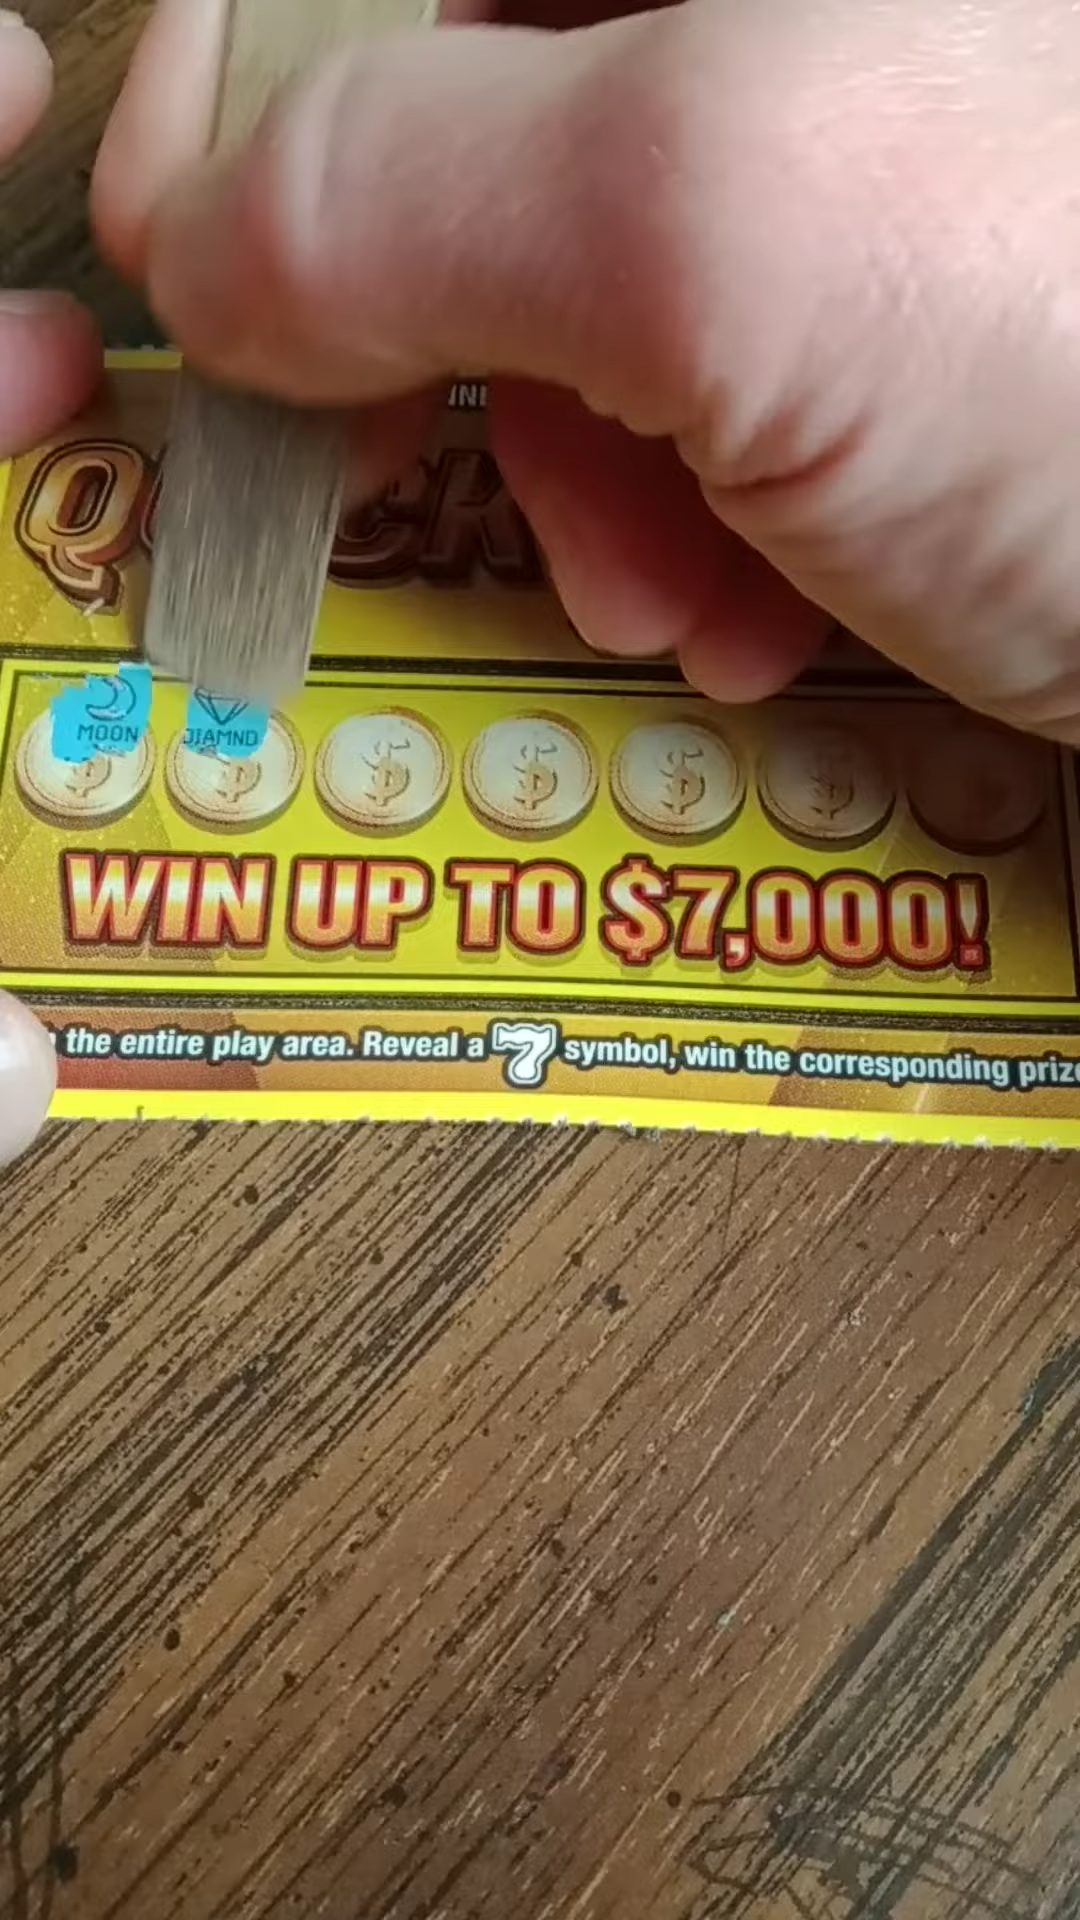 MOON DIAMND
WIN UP TO $7,000!
the entire play area. Reveal a 7 symbol, win the corresponding prize